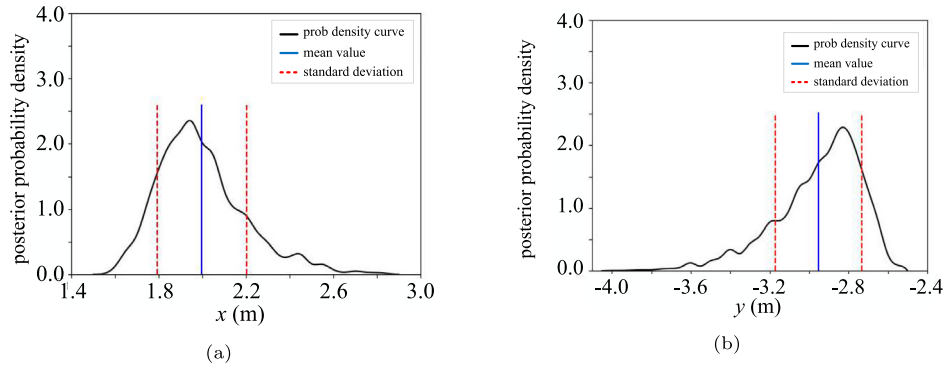 4.0
3.0
2.0
1.0
0.0
posterior probability density
prob density curve
mean value
standard deviation
1.4 1.8 2.2 2.6 3.0
x (m)
(a)
4.0
3.0
2.0
1.0
0.0
posterior probability density
prob density curve
mean value
standard deviation
-4.0 -3.6 -3.2 -2.8 -2.4
y (m)
(b)